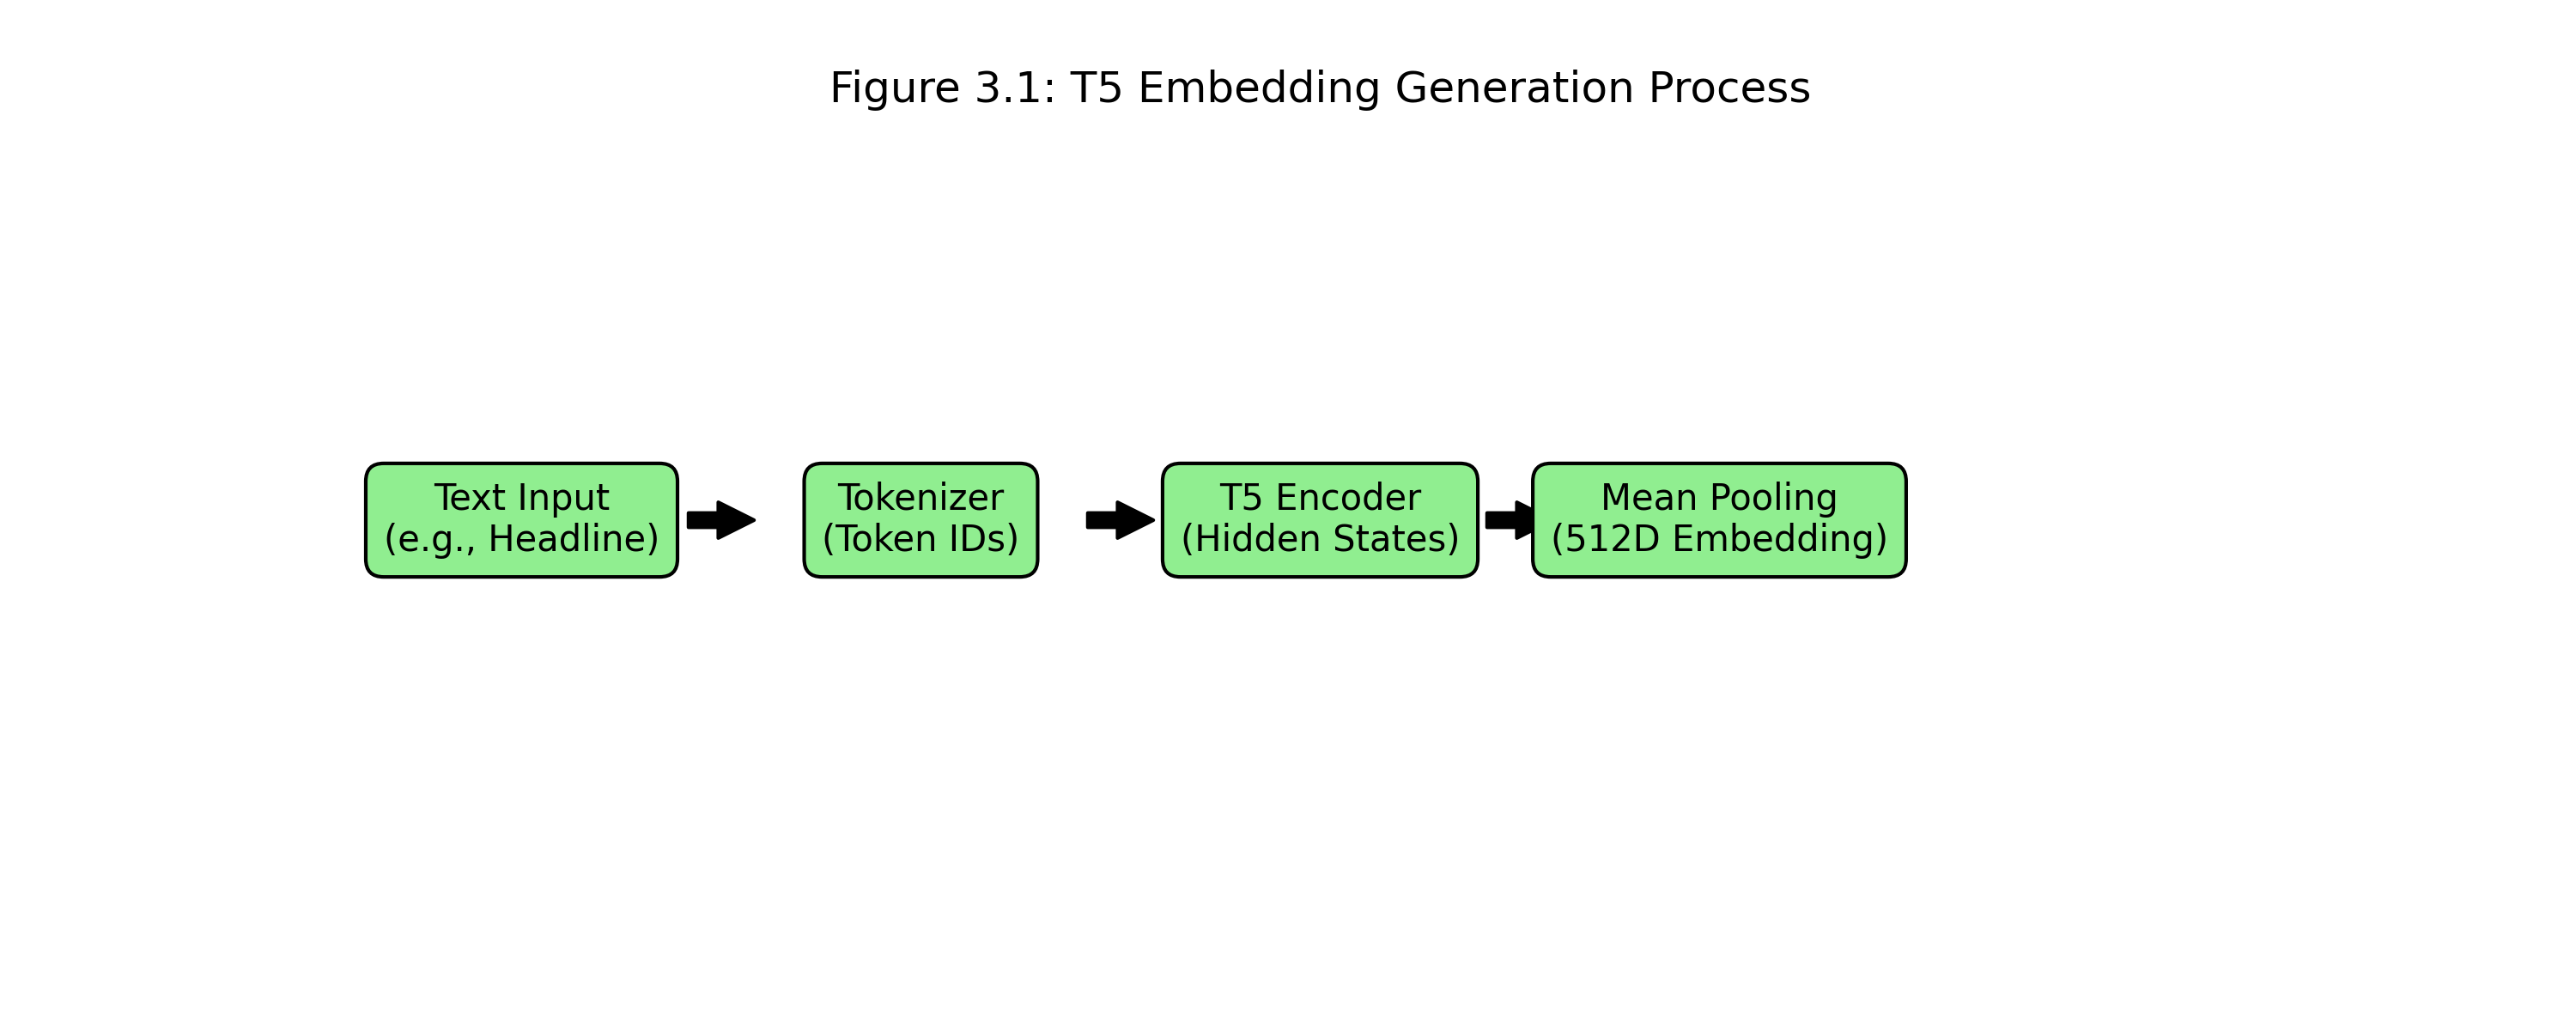 Figure 3.1: T5 Embedding Generation Process
Text Input
(e.g., Headline)
Tokenizer
(Token IDs)
T5 Encoder
(Hidden States)
Mean Pooling
(512D Embedding)